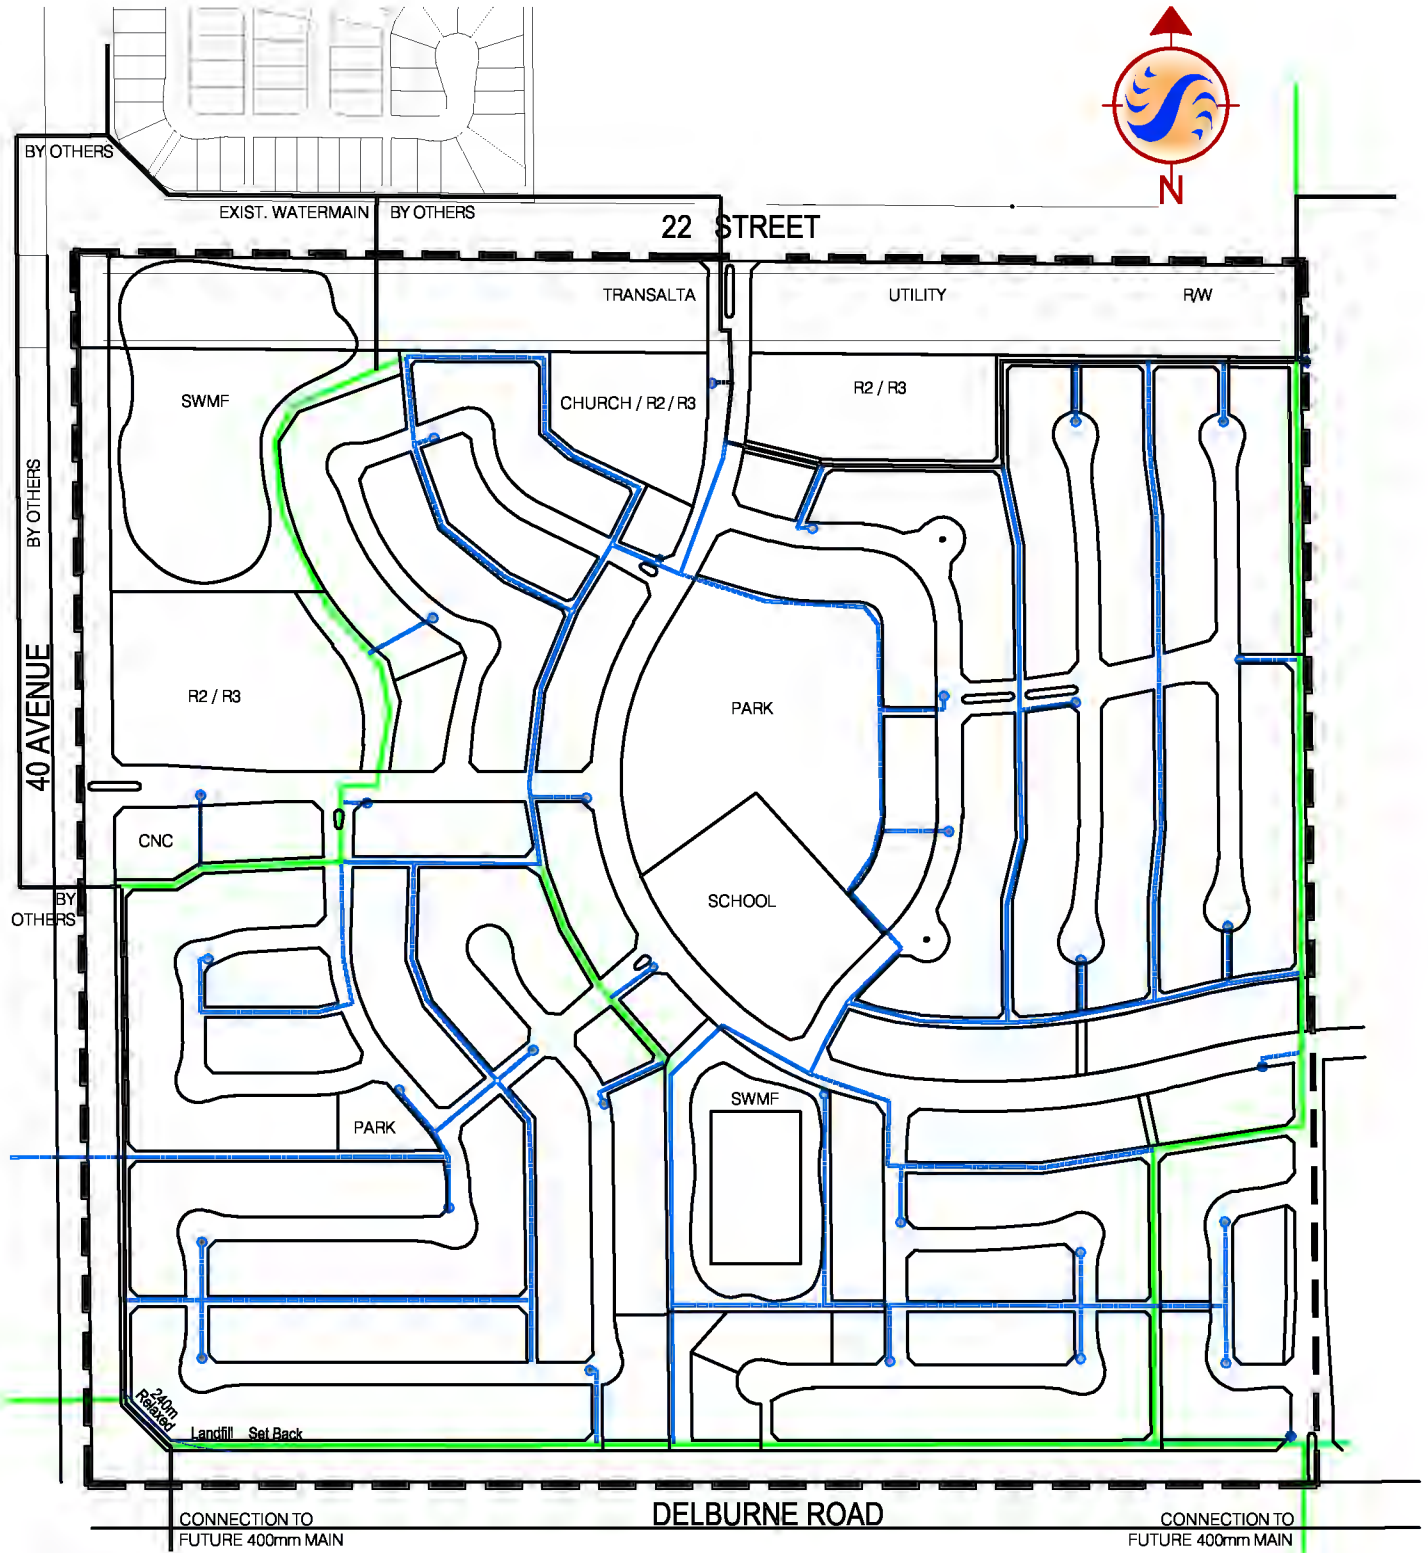 N
BY OTHERS
EXIST. WATERMAIN
BY OTHERS
22 STREET
TRANSALTA
UTILITY
R/W
SWMF
CHURCH / R2 / R3
R2 / R3
BY OTHERS
40 AVENUE
R2 / R3
PARK
CNC
SCHOOL
BY
OTHERS
SWMF
PARK
240m
Relaxed
Landfill Set Back
DELBURNE ROAD
CONNECTION TO
FUTURE 400mm MAIN
CONNECTION TO
FUTURE 400mm MAIN